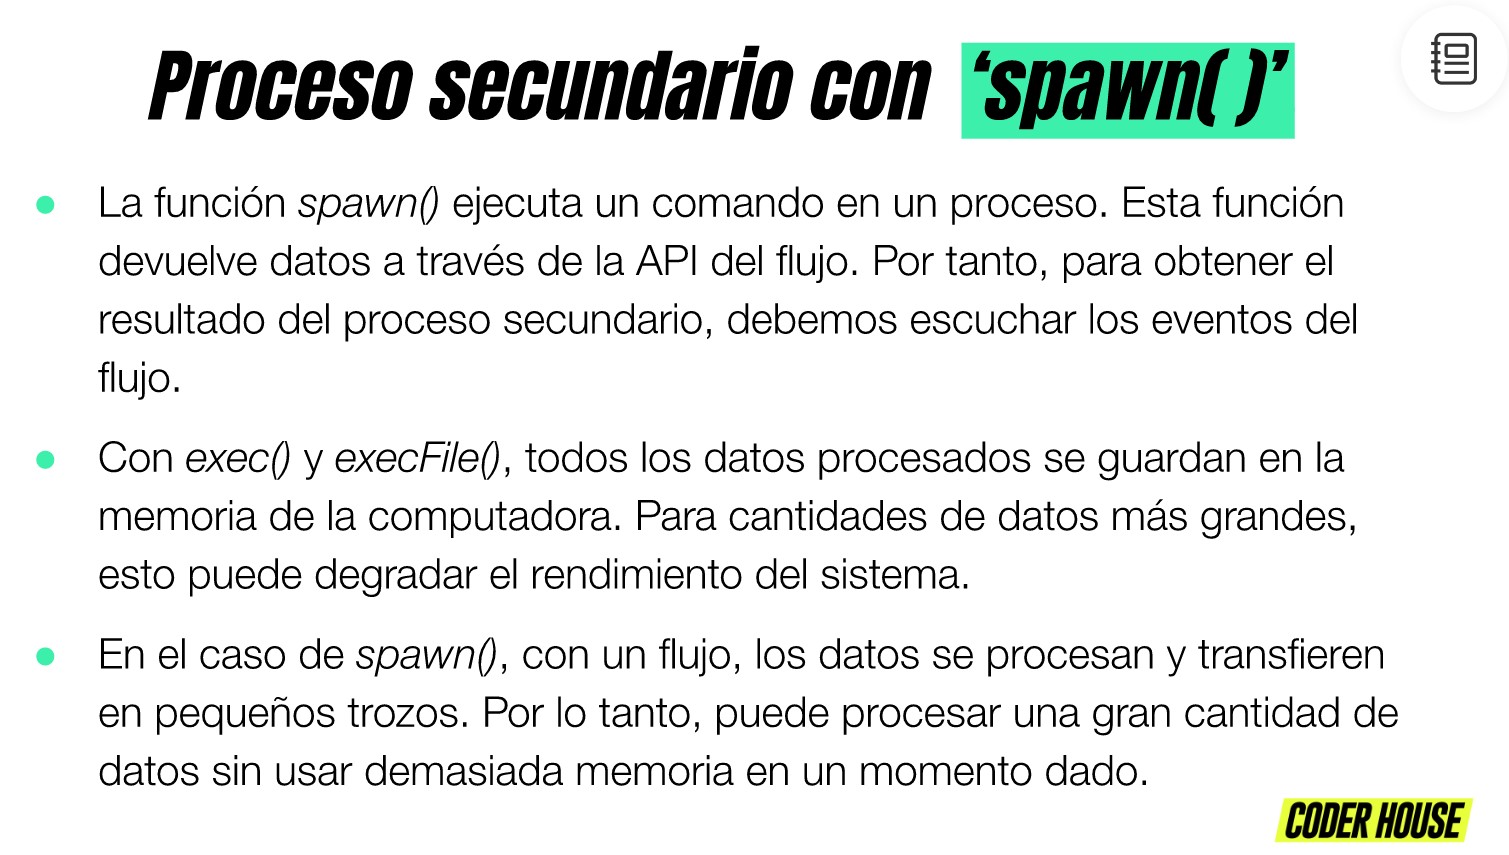 Proceso secundario con ‘spawn( )’
● La función spawn() ejecuta un comando en un proceso. Esta función
devuelve datos a través de la API del flujo. Por tanto, para obtener el
resultado del proceso secundario, debemos escuchar los eventos del
flujo.
● Con exec() y execFile(), todos los datos procesados se guardan en la
memoria de la computadora. Para cantidades de datos más grandes,
esto puede degradar el rendimiento del sistema.
● En el caso de spawn(), con un flujo, los datos se procesan y transfieren
en pequeños trozos. Por lo tanto, puede procesar una gran cantidad de
datos sin usar demasiada memoria en un momento dado.
CODER HOUSE